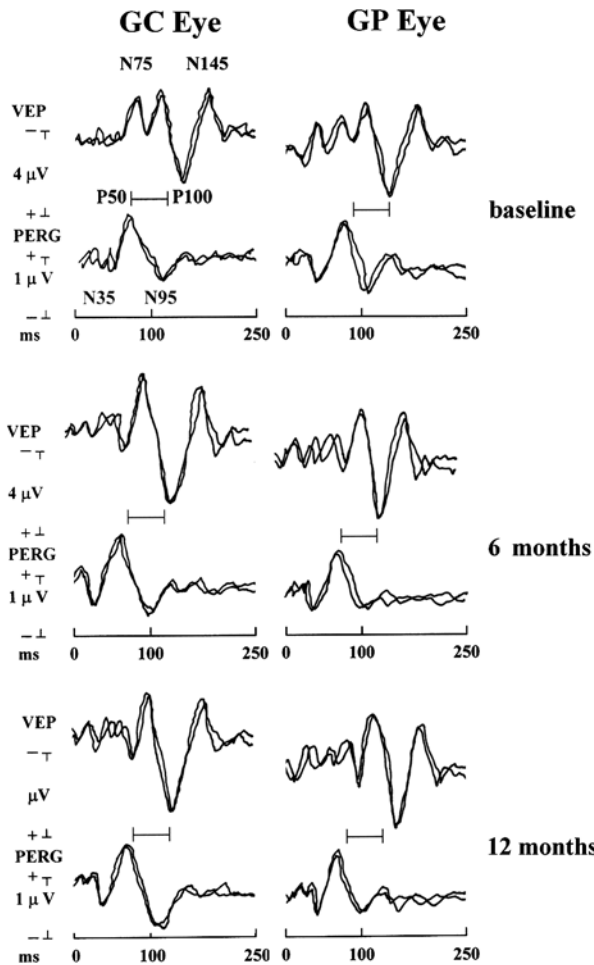 GC Eye GP Eye
N75 N145
VEP
− ┬
4 µV
P50 P100
+ ⊥
baseline
PERG
+ ┬
1 µV
N35 N95
− ⊥
0 100 250 0 100 250
ms
VEP
− ┬
4 µV
+ ⊥
PERG
6 months
+ ┬
1 µV
− ⊥
ms
0 100 250 0 100 250
VEP
− ┬
µV
+ ⊥
PERG
12 months
+ ┬
1 µV
− ⊥
ms 0 100 250 0 100 250